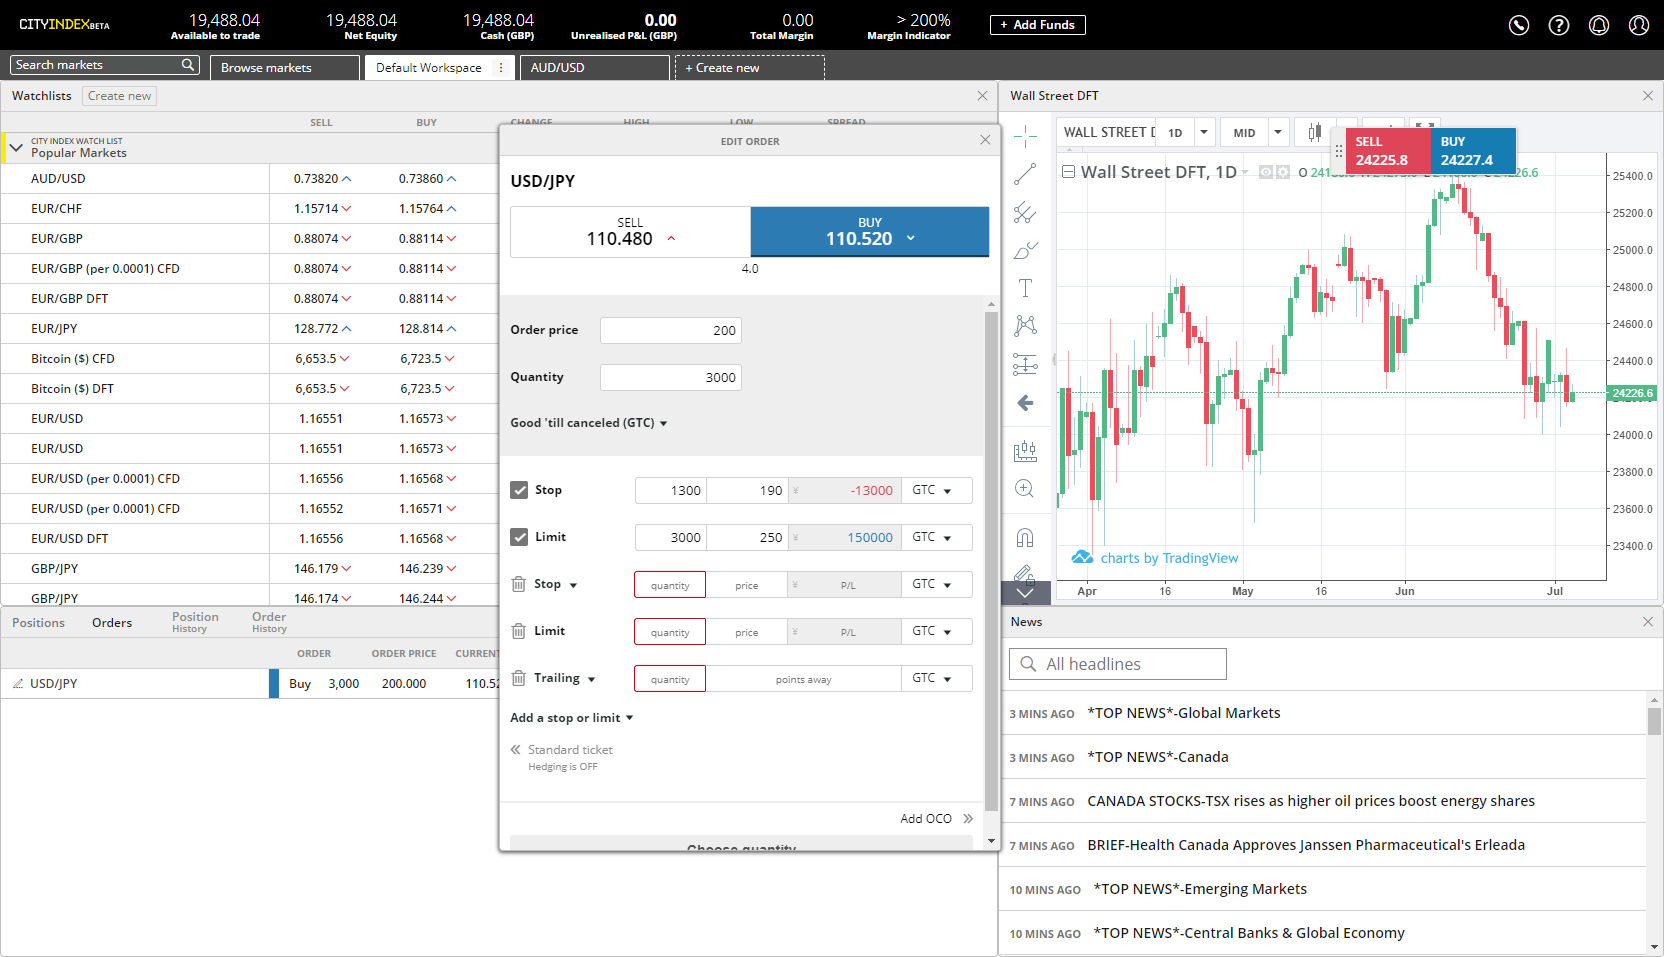 CITYINDEXBETA
19,488.04
Available to trade
19,488.04
Net Equity
19,488.04
Cash (GBP)
0.00
Unrealised P&L (GBP)
0.00
Total Margin
> 200%
Margin Indicator
+ Add Funds
Search markets
Browse markets
Default Workspace
AUD/USD
+ Create new
Watchlists
Create new
SELL BUY CHANGE HIGH LOW SPREAD
CITY INDEX WATCH LIST
Popular Markets
AUD/USD 0.73820 0.73860
EUR/CHF 1.15714 1.15764
EUR/GBP 0.88074 0.88114
EUR/GBP (per 0.0001) CFD 0.88074 0.88114
EUR/GBP DFT 0.88074 0.88114
EUR/JPY 128.772 128.814
Bitcoin ($) CFD 6,653.5 6,723.5
Bitcoin ($) DFT 6,653.5 6,723.5
EUR/USD 1.16551 1.16573
EUR/USD 1.16551 1.16573
EUR/USD (per 0.0001) CFD 1.16556 1.16568
EUR/USD (per 0.0001) CFD 1.16552 1.16571
EUR/USD DFT 1.16556 1.16568
GBP/JPY 146.179 146.239
GBP/JPY 146.174 146.244
Positions
Orders
Position History
Order History
ORDER ORDER PRICE CURRENT
USD/JPY Buy 3,000 200.000 110.52
EDIT ORDER
USD/JPY
SELL
110.480
BUY
110.520
4.0
Order price 200
Quantity 3000
Good 'till canceled (GTC)
Stop 1300 190 ¥ -13000 GTC
Limit 3000 250 ¥ 150000 GTC
Stop quantity price ¥ P/L GTC
Limit quantity price ¥ P/L GTC
Trailing quantity points away GTC
Add a stop or limit
Standard ticket
Hedging is OFF
Add OCO
Choose quantity
Wall Street DFT
WALL STREET D
1D
MID
SELL
24225.8
BUY
24227.4
Wall Street DFT, 1D
25400.0
25200.0
25000.0
24800.0
24600.0
24400.0
24226.6
24000.0
23800.0
23600.0
23400.0
charts by TradingView
Apr 16 May 16 Jun Jul
News
All headlines
3 MINS AGO *TOP NEWS*-Global Markets
3 MINS AGO *TOP NEWS*-Canada
7 MINS AGO CANADA STOCKS-TSX rises as higher oil prices boost energy shares
7 MINS AGO BRIEF-Health Canada Approves Janssen Pharmaceutical's Erleada
10 MINS AGO *TOP NEWS*-Emerging Markets
10 MINS AGO *TOP NEWS*-Central Banks & Global Economy